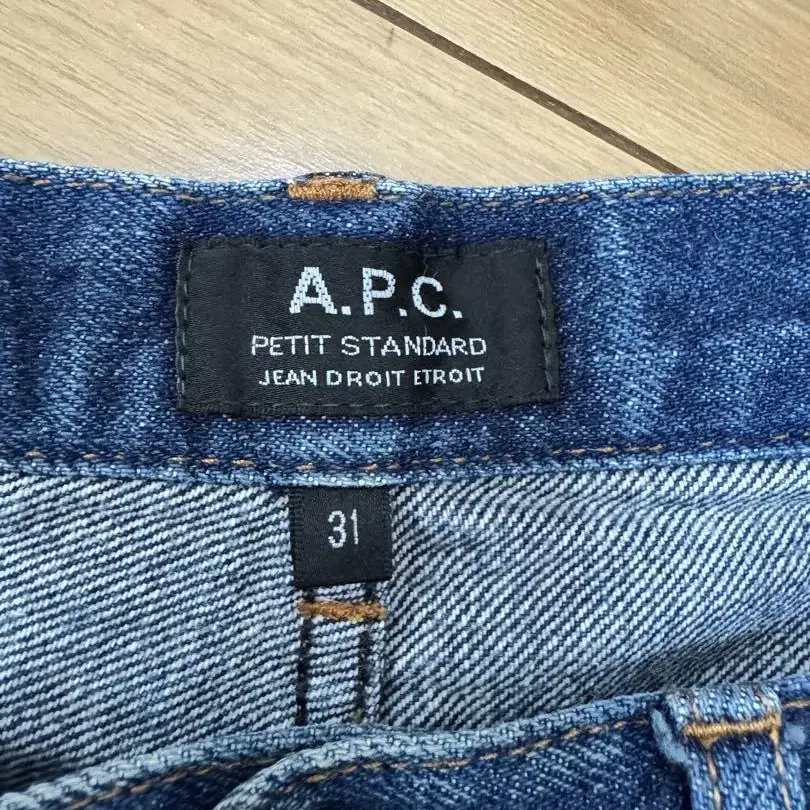 A.P.C.
PETIT STANDARD
JEAN DROIT ETROIT
31